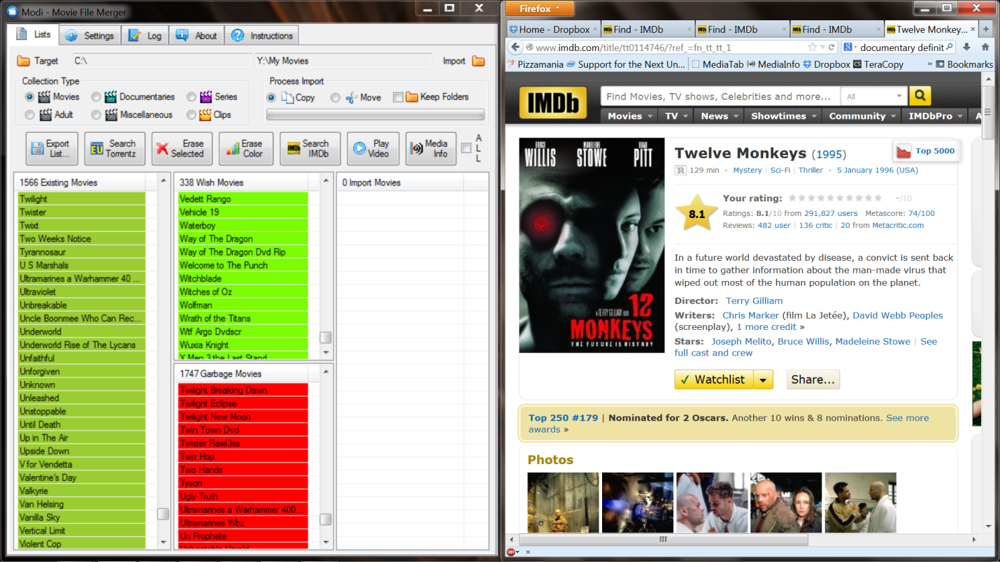 Modi - Movie File Merger
Lists Settings Log About Instructions
Target C:\ Y:\My Movies Import
Collection Type
Movies Documentaries Series
Adult Miscellaneous Clips
Process Import
Copy Move Keep Folders
Export List...
Search Torrentz
Erase Selected
Erase Color
Search IMDb
Play Video
Media Info
ALL
1566 Existing Movies
Twilight
Twister
Twixt
Two Weeks Notice
Tyrannosaur
U S Marshals
Ultramarines a Warhammer 40 ...
Ultraviolet
Unbreakable
Uncle Boonmee Who Can Rec...
Underworld
Underworld Rise of The Lycans
Unfaithful
Unforgiven
Unknown
Unleashed
Unstoppable
Until Death
Up in The Air
Upside Down
V for Vendetta
Valentine's Day
Valkyrie
Van Helsing
Vanilla Sky
Vertical Limit
Violent Cop
338 Wish Movies
Vedett Rango
Vehicle 19
Waterboy
Way of The Dragon
Way of The Dragon Dvd Rip
Welcome to The Punch
Witchblade
Witches of Oz
Wolfman
Wrath of the Titans
Wtf Argo Dvdscr
Wuxia Knight
X Men 3 the Last Stand
1747 Garbage Movies
Twilight Breaking Dawn
Twilight Eclipse
Twilight New Moon
Twin Town Dvd
Twister Flawl3ss
Twiz Hop
Two Hands
Tyson
Ugly Truth
Ultramarines a Warhammer 400...
Ultramarines Wbz
Un Prophete
0 Import Movies
Firefox
Home - Dropbox Find - IMDb Find - IMDb Find - IMDb Twelve Monkey...
www.imdb.com/title/tt0114746/?ref_=fn_tt_tt_1 documentary definit
Pizzamania Support for the Next Un... MediaTab MediaInfo Dropbox TeraCopy » Bookmarks
IMDb Find Movies, TV shows, Celebrities and more... All
Movies TV News Showtimes Community IMDbPro
BRUCE WILLIS MADELEINE STOWE BRAD PITT
A TERRY GILLIAM FILM
12 MONKEYS
THE FUTURE IS HISTORY
Twelve Monkeys (1995)
Top 5000
R 129 min - Mystery | Sci-Fi | Thriller - 5 January 1996 (USA)
8.1
Your rating: -/10
Ratings: 8.1/10 from 291,827 users Metascore: 74/100
Reviews: 482 user | 136 critic | 20 from Metacritic.com
In a future world devastated by disease, a convict is sent back
in time to gather information about the man-made virus that
wiped out most of the human population on the planet.
Director: Terry Gilliam
Writers: Chris Marker (film La Jetée), David Webb Peoples
(screenplay), 1 more credit »
Stars: Joseph Melito, Bruce Willis, Madeleine Stowe | See
full cast and crew
✓ Watchlist Share...
Top 250 #179 | Nominated for 2 Oscars. Another 10 wins & 8 nominations. See more
awards »
Photos